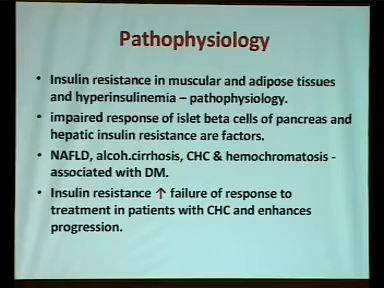 Pathophysiology
• Insulin resistance in muscular and adipose tissues
and hyperinsulinemia – pathophysiology.
• impaired response of islet beta cells of pancreas and
hepatic insulin resistance are factors.
• NAFLD, alcoh.cirrhosis, CHC & hemochromatosis -
associated with DM.
• Insulin resistance ↑ failure of response to
treatment in patients with CHC and enhances
progression.